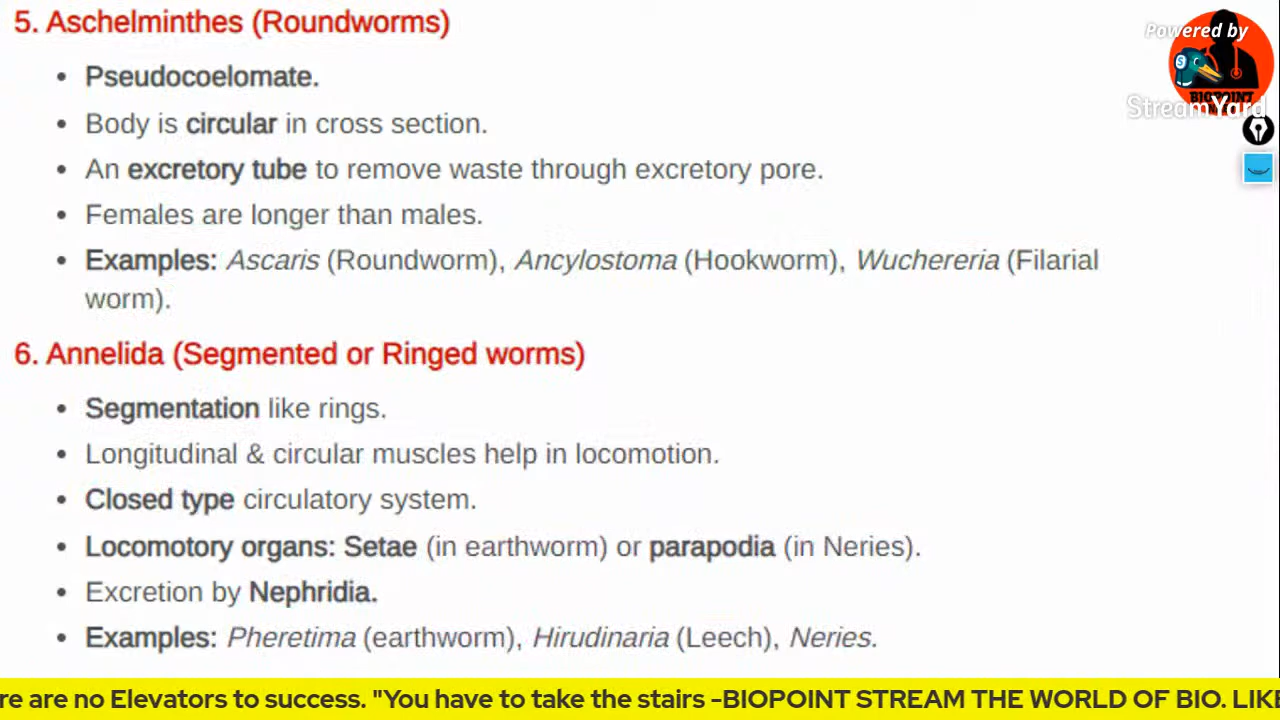 5. Aschelminthes (Roundworms)
Powered by
• Pseudocoelomate.
BIOPOINT
StreamYard
• Body is circular in cross section.
• An excretory tube to remove waste through excretory pore.
• Females are longer than males.
• Examples: Ascaris (Roundworm), Ancylostoma (Hookworm), Wuchereria (Filarial
worm).
6. Annelida (Segmented or Ringed worms)
• Segmentation like rings.
• Longitudinal & circular muscles help in locomotion.
• Closed type circulatory system.
• Locomotory organs: Setae (in earthworm) or parapodia (in Neries).
• Excretion by Nephridia.
• Examples: Pheretima (earthworm), Hirudinaria (Leech), Neries.
re are no Elevators to success. "You have to take the stairs -BIOPOINT STREAM THE WORLD OF BIO. LIKE